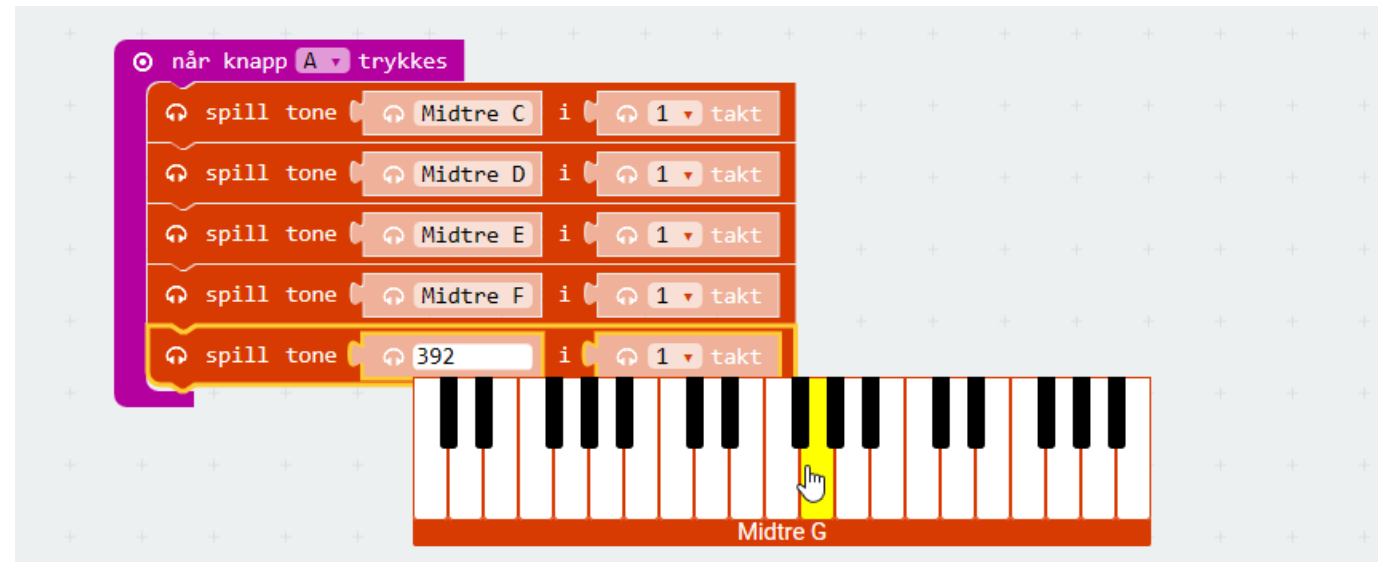 når knapp A trykkes
spill tone Midtre C i 1 takt
spill tone Midtre D i 1 takt
spill tone Midtre E i 1 takt
spill tone Midtre F i 1 takt
spill tone 392 i 1 takt
Midtre G